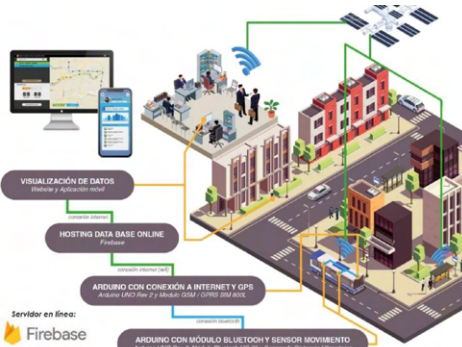 VISUALIZACIÓN DE DATOS
Website y Aplicación móvil
conexión internet
HOSTING DATA BASE ONLINE
Firebase
conexión internet (wifi)
ARDUINO CON CONEXIÓN A INTERNET Y GPS
Arduino UNO Rev 2 y Modulo GSM / GPRS SIM 800L
conexión bluetooth
Servidor en línea:
Firebase
ARDUINO CON MÓDULO BLUETOOH Y SENSOR MOVIMIENTO